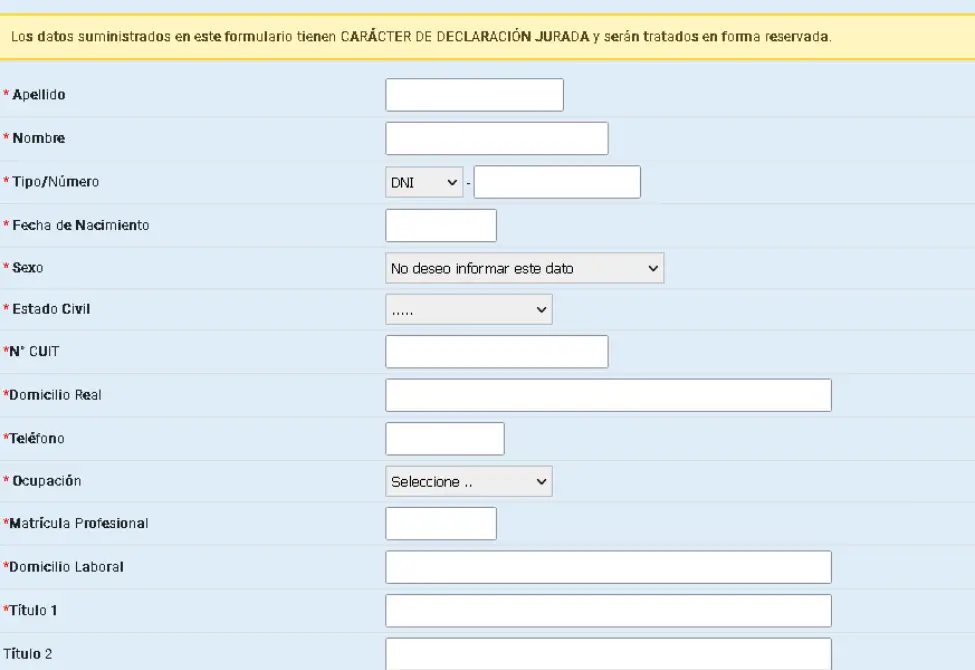 Los datos suministrados en este formulario tienen CARÁCTER DE DECLARACIÓN JURADA y serán tratados en forma reservada.
* Apellido
* Nombre
* Tipo/Número DNI -
* Fecha de Nacimiento
* Sexo No deseo informar este dato
* Estado Civil .....
*N° CUIT
*Domicilio Real
*Teléfono
* Ocupación Seleccione ..
*Matrícula Profesional
*Domicilio Laboral
*Título 1
Título 2